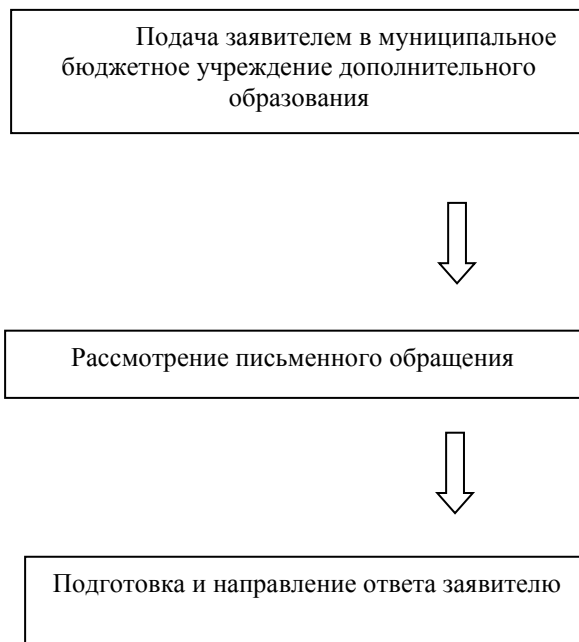 Подача заявителем в муниципальное
бюджетное учреждение дополнительного
образования
Рассмотрение письменного обращения
Подготовка и направление ответа заявителю